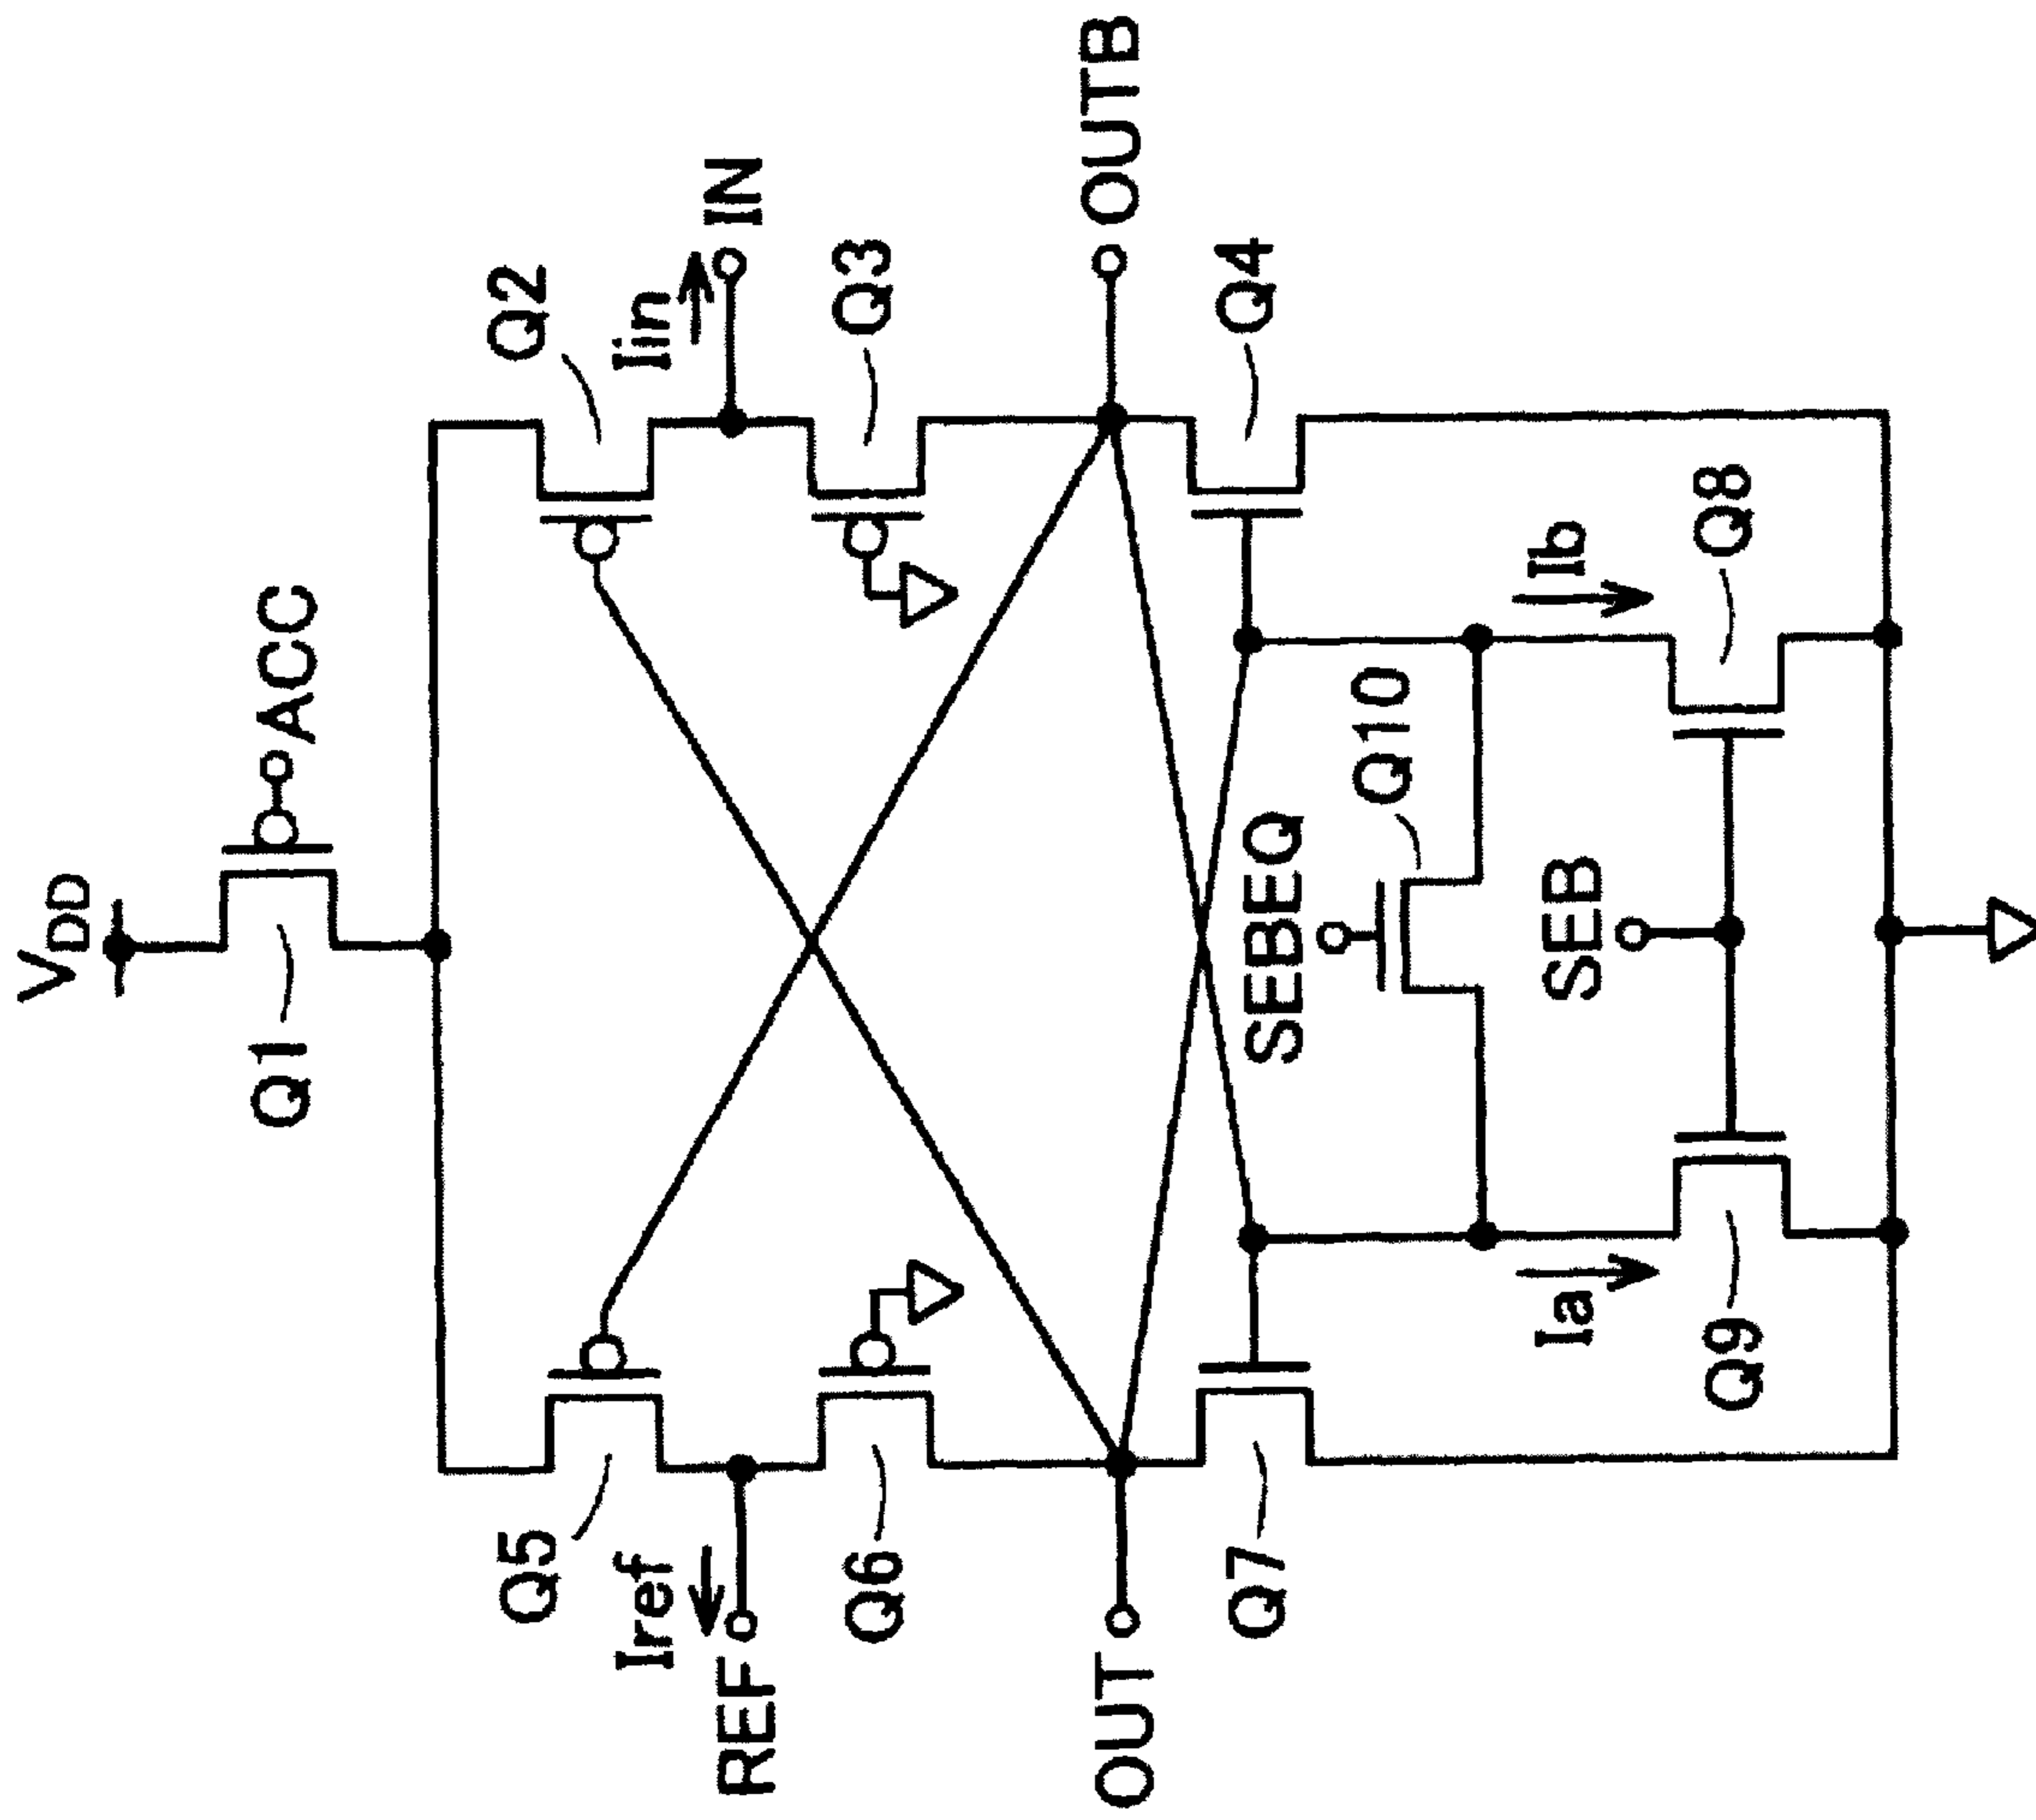 VDD
Q1
ACC
Q5
Q2
Iref
Iin
REF
IN
Q6
Q3
OUT
OUTB
Q7
Q4
SEBEQ
Q10
Ia
SEB
Ib
Q9
Q8